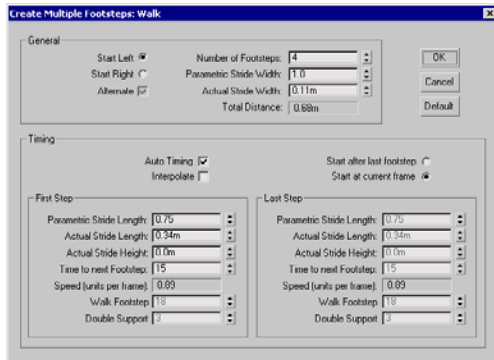 Create Multiple Footsteps: Walk
General
Start Left
Start Right
Alternate
Number of Footsteps: 4
Parametric Stride Width: 1.0
Actual Stride Width: 0.11m
Total Distance: 0.68m
OK
Cancel
Default
Timing
Auto Timing
Interpolate
Start after last footstep
Start at current frame
First Step
Parametric Stride Length: 0.75
Actual Stride Length: 0.34m
Actual Stride Height: 0.0m
Time to next Footstep: 15
Speed (units per frame): 0.89
Walk Footstep 18
Double Support 3
Last Step
Parametric Stride Length: 0.75
Actual Stride Length: 0.34m
Actual Stride Height: 0.0m
Time to next Footstep: 15
Speed (units per frame): 0.89
Walk Footstep 18
Double Support 3